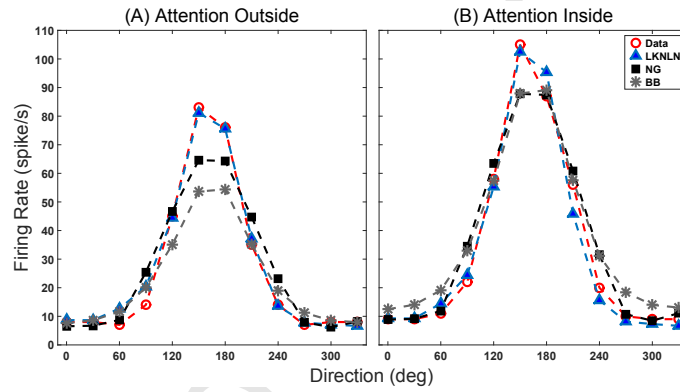 (A) Attention Outside
(B) Attention Inside
Firing Rate (spike/s)
110
100
90
80
70
60
50
40
30
20
10
0
0 60 120 180 240 300
0 60 120 180 240 300
Data
LKNLN
NG
BB
Direction (deg)